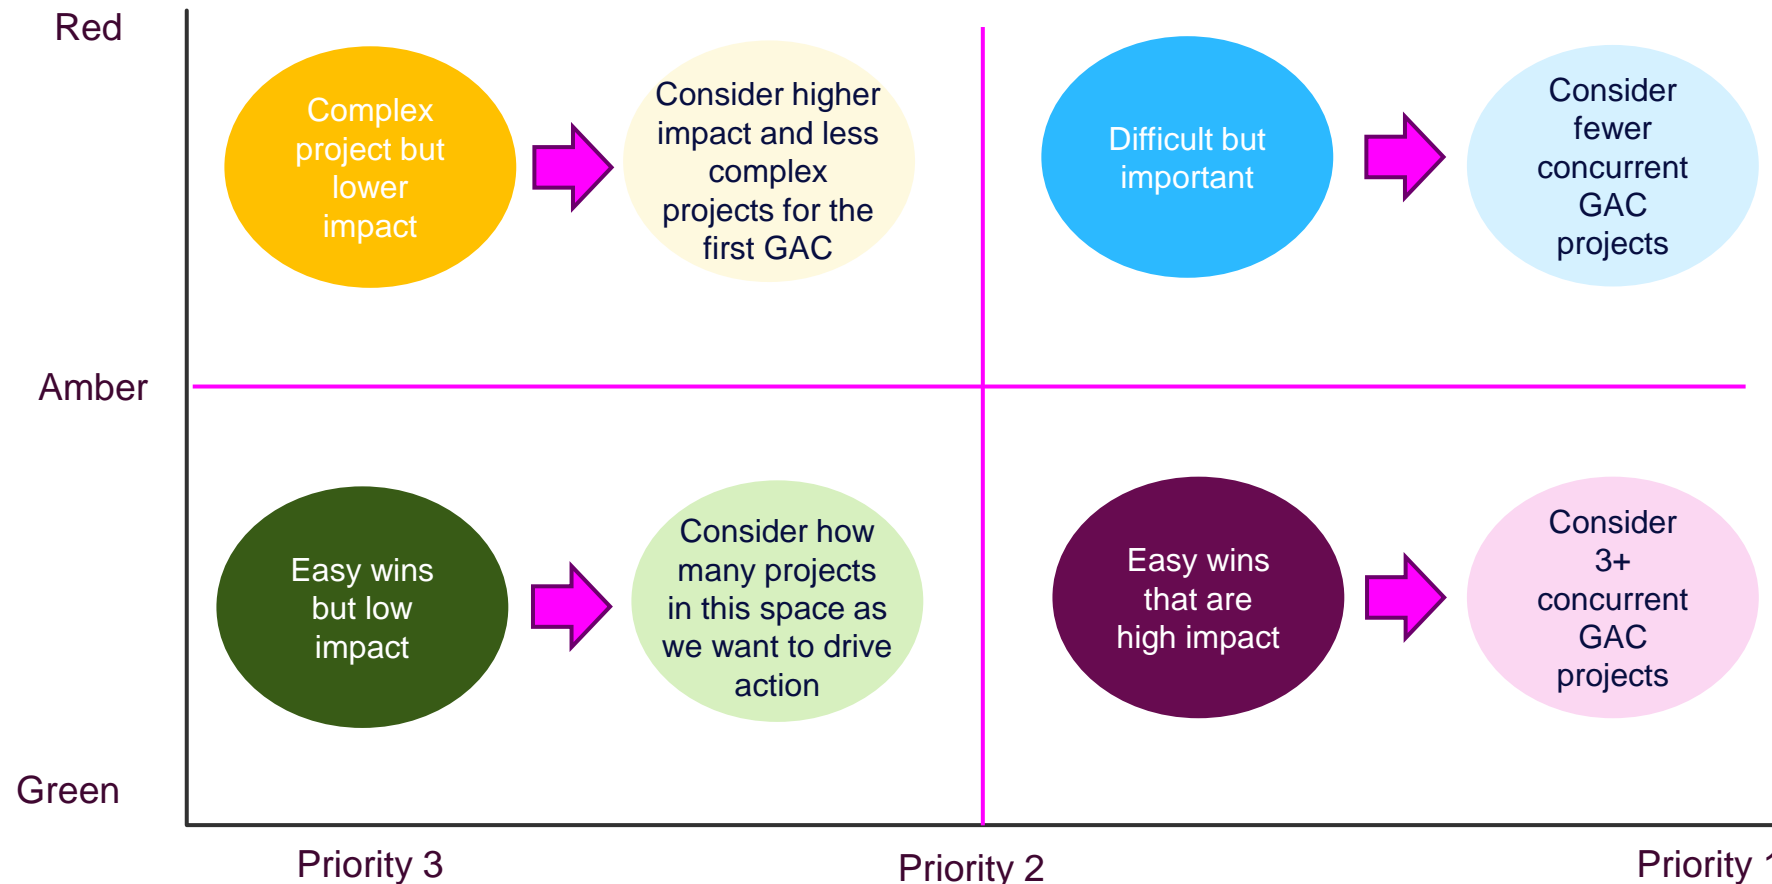 Red
Complex
project but
lower
impact
Consider higher
impact and less
complex
projects for the
first GAC
Difficult but
important
Consider
fewer
concurrent
GAC
projects
Amber
Easy wins
but low
impact
Consider how
many projects
in this space as
we want to drive
action
Easy wins
that are
high impact
Consider
3+
concurrent
GAC
projects
Green
Priority 3
Priority 2
Priority 1